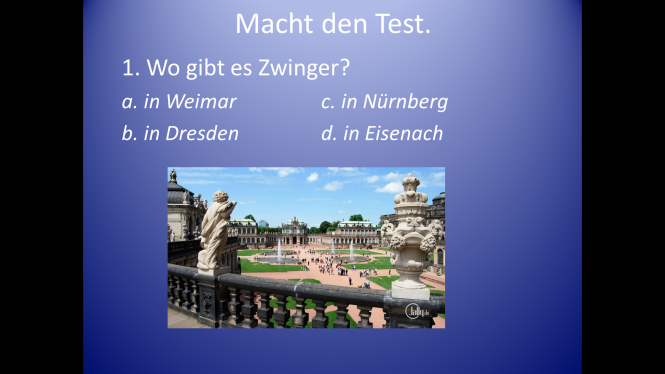 Macht den Test.
1. Wo gibt es Zwinger?
a. in Weimar c. in Nürnberg
b. in Dresden d. in Eisenach